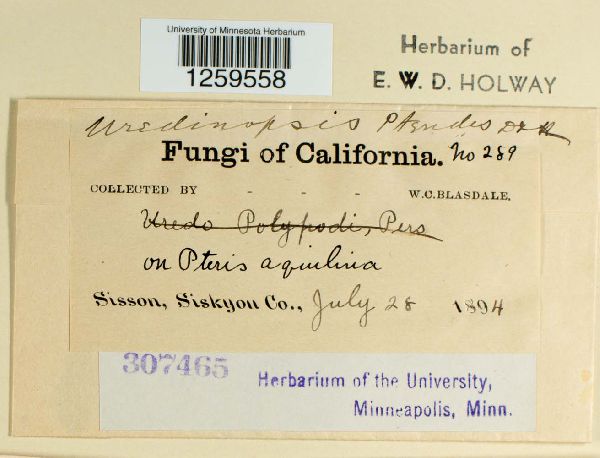 University of Minnesota Herbarium
1259558
Herbarium of
E. W. D. HOLWAY
Uredinopsis Pteridis D & H
Fungi of California. No 289
COLLECTED BY - - - W.C.BLASDALE.
Uredo Polypodi, Pers
on Pteris aquilina
Sisson, Siskyou Co., July 28 1894
307465
Herbarium of the University,
Minneapolis, Minn.